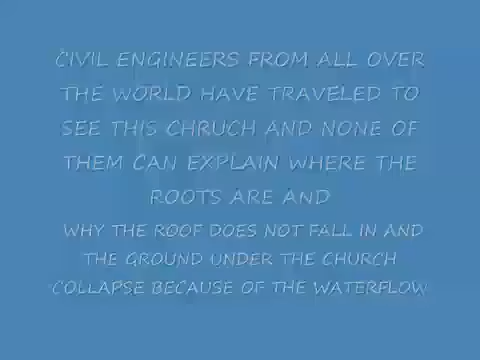 CIVIL ENGINEERS FROM ALL OVER
THE WORLD HAVE TRAVELED TO
SEE THIS CHRUCH AND NONE OF
THEM CAN EXPLAIN WHERE THE
ROOTS ARE AND
WHY THE ROOF DOES NOT FALL IN AND
THE GROUND UNDER THE CHURCH
COLLAPSE BECAUSE OF THE WATERFLOW